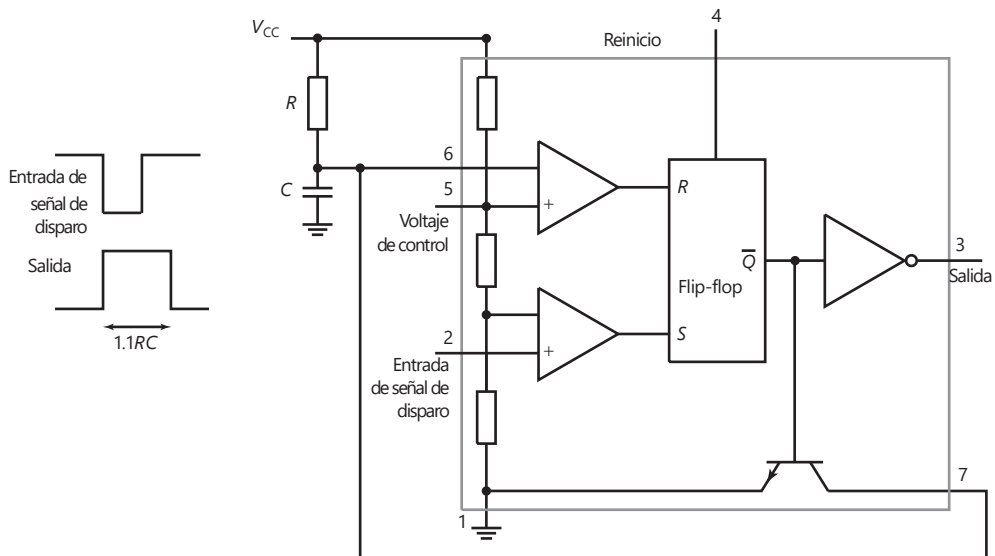 4
V_CC
Reinicio
R
6
C
5
+
R
Voltaje
de control
Entrada de
señal de
disparo
Salida
1.1RC
Q̅
3
Flip-flop
Salida
2
S
+
Entrada
de señal de
disparo
7
1